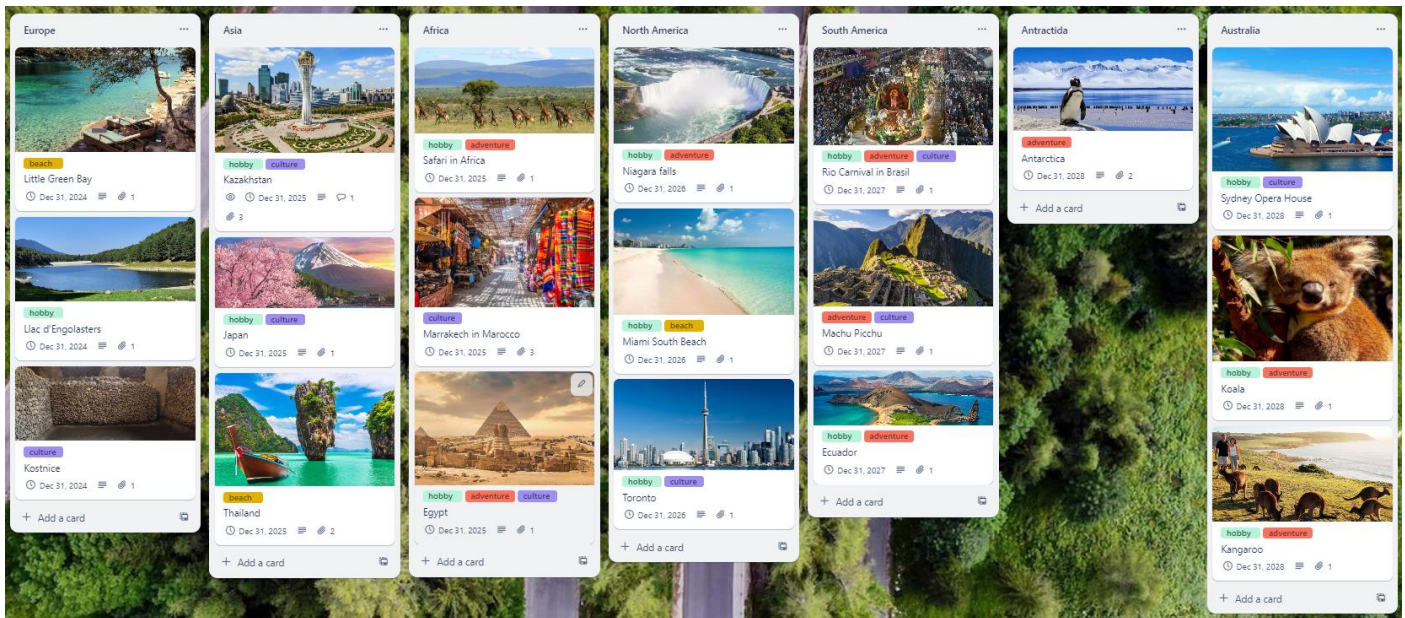 Europe
beach
Little Green Bay
Dec 31, 2024 1
hobby
Llac d'Engolasters
Dec 31, 2024 1
culture
Kostnice
Dec 31, 2024 1
+ Add a card
Asia
hobby culture
Kazakhstan
Dec 31, 2025 1
3
hobby culture
Japan
Dec 31, 2025 1
beach
Thailand
Dec 31, 2025 2
+ Add a card
Africa
hobby adventure
Safari in Africa
Dec 31, 2025 1
culture
Marrakech in Marocco
Dec 31, 2025 3
hobby adventure culture
Egypt
Dec 31, 2025 1
+ Add a card
North America
hobby adventure
Niagara falls
Dec 31, 2026 1
hobby beach
Miami South Beach
Dec 31, 2026 1
hobby culture
Toronto
Dec 31, 2026 1
+ Add a card
South America
hobby adventure culture
Rio Carnival in Brasil
Dec 31, 2027 1
adventure culture
Machu Picchu
Dec 31, 2027 1
hobby adventure
Ecuador
Dec 31, 2027 1
+ Add a card
Antractida
adventure
Antarctica
Dec 31, 2028 2
+ Add a card
Australia
hobby culture
Sydney Opera House
Dec 31, 2028 1
hobby adventure
Koala
Dec 31, 2028 1
hobby adventure
Kangaroo
Dec 31, 2028 1
+ Add a card